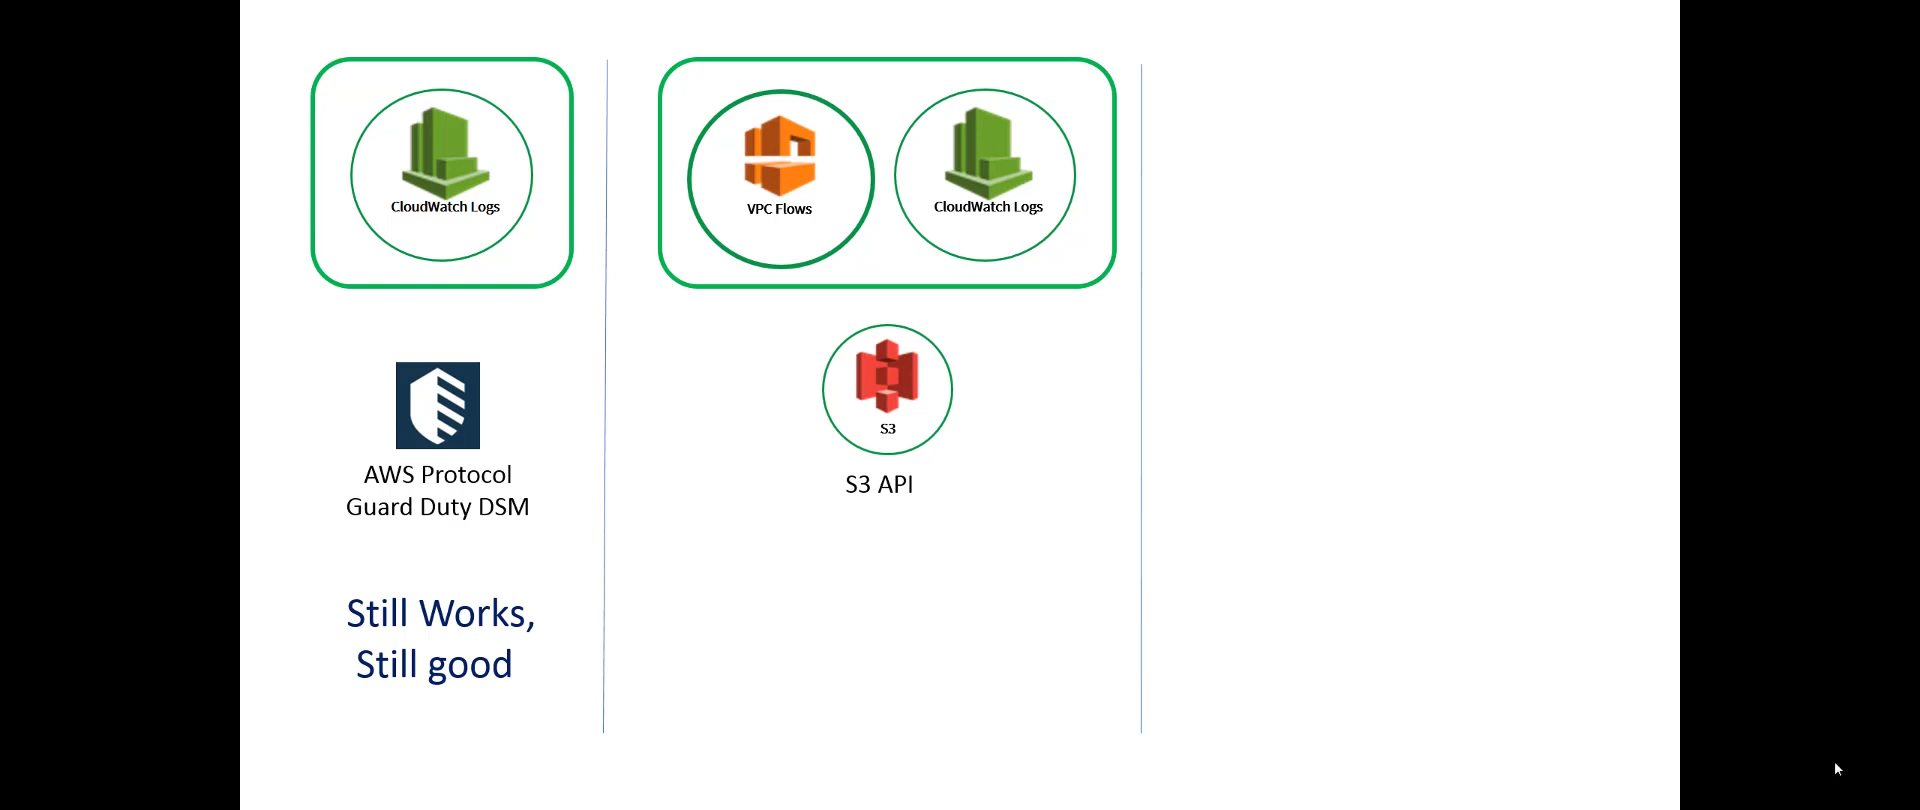 CloudWatch Logs
AWS Protocol
Guard Duty DSM
Still Works,
Still good
VPC Flows
CloudWatch Logs
S3
S3 API